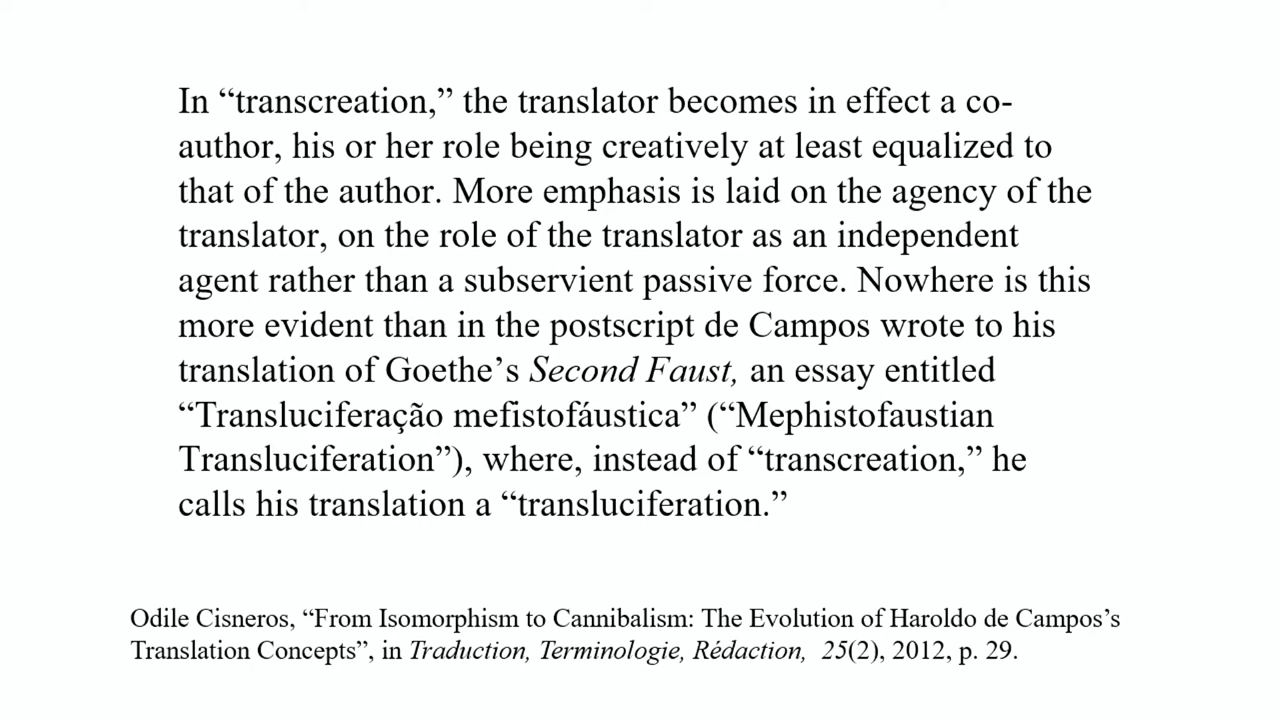 In “transcreation,” the translator becomes in effect a co-
author, his or her role being creatively at least equalized to
that of the author. More emphasis is laid on the agency of the
translator, on the role of the translator as an independent
agent rather than a subservient passive force. Nowhere is this
more evident than in the postscript de Campos wrote to his
translation of Goethe’s Second Faust, an essay entitled
“Transluciferação mefistofáustica” (“Mephistofaustian
Transluciferation”), where, instead of “transcreation,” he
calls his translation a “transluciferation.”
Odile Cisneros, “From Isomorphism to Cannibalism: The Evolution of Haroldo de Campos’s
Translation Concepts”, in Traduction, Terminologie, Rédaction, 25(2), 2012, p. 29.